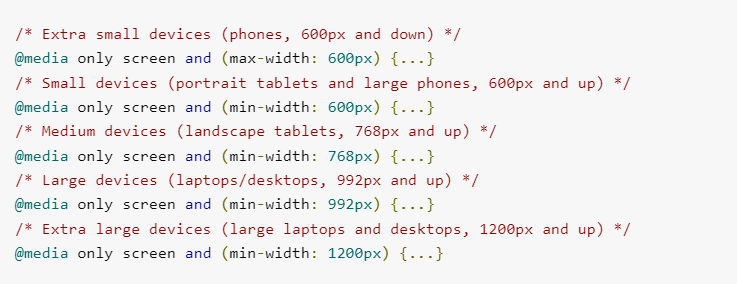 /* Extra small devices (phones, 600px and down) */
@media only screen and (max-width: 600px) {...}
/* Small devices (portrait tablets and large phones, 600px and up) */
@media only screen and (min-width: 600px) {...}
/* Medium devices (landscape tablets, 768px and up) */
@media only screen and (min-width: 768px) {...}
/* Large devices (laptops/desktops, 992px and up) */
@media only screen and (min-width: 992px) {...}
/* Extra large devices (large laptops and desktops, 1200px and up) */
@media only screen and (min-width: 1200px) {...}